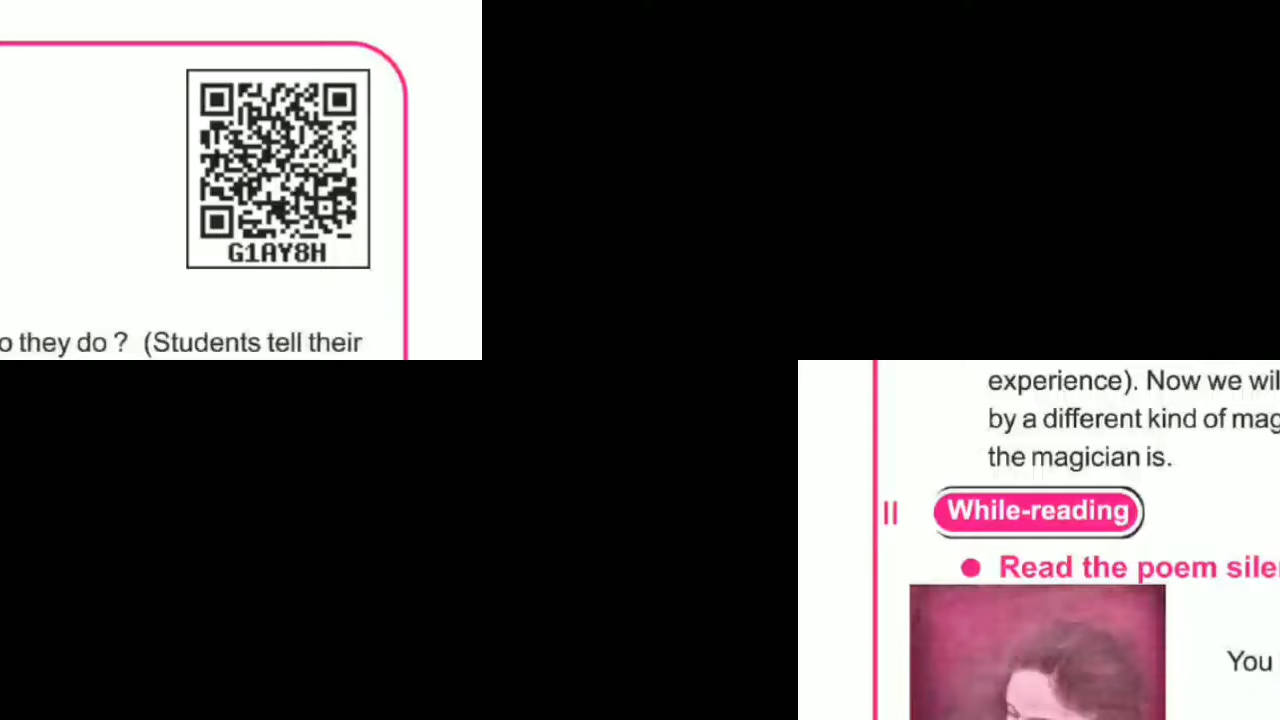 G1AY8H
o they do ? (Students tell their
experience). Now we wil
by a different kind of mag
the magician is.
II While-reading
● Read the poem siler
You